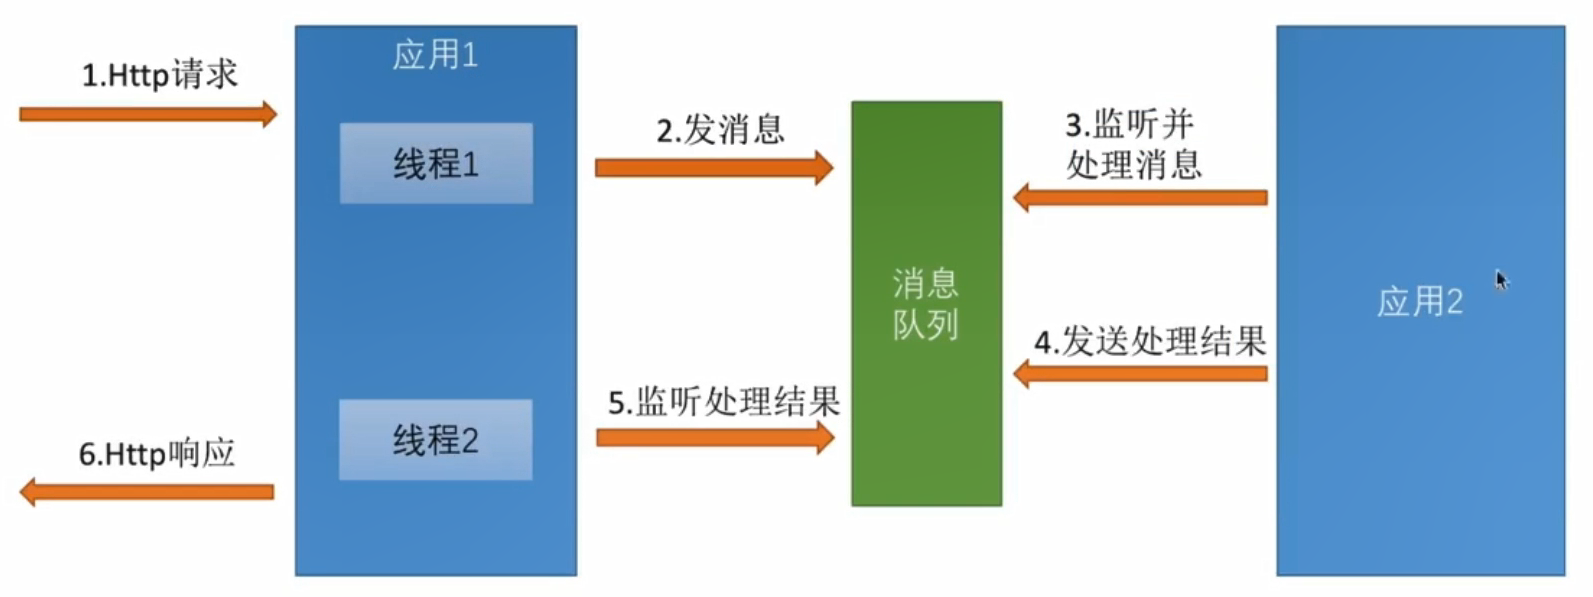 1.Http请求
应用1
线程1
2.发消息
3.监听并
处理消息
消息
队列
应用2
4.发送处理结果
5.监听处理结果
线程2
6.Http响应